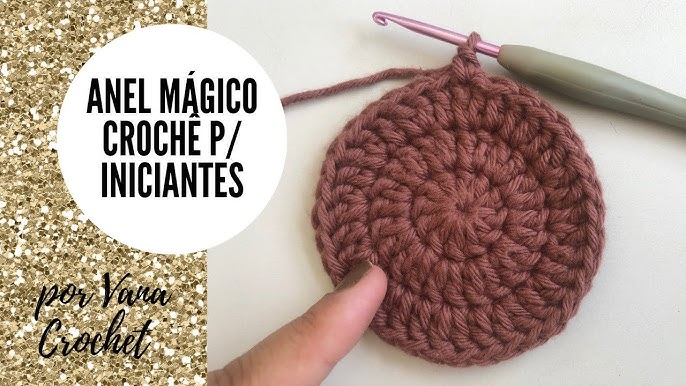 ANEL MÁGICO
CROCHÊ P/
INICIANTES
por Vana
Crochet